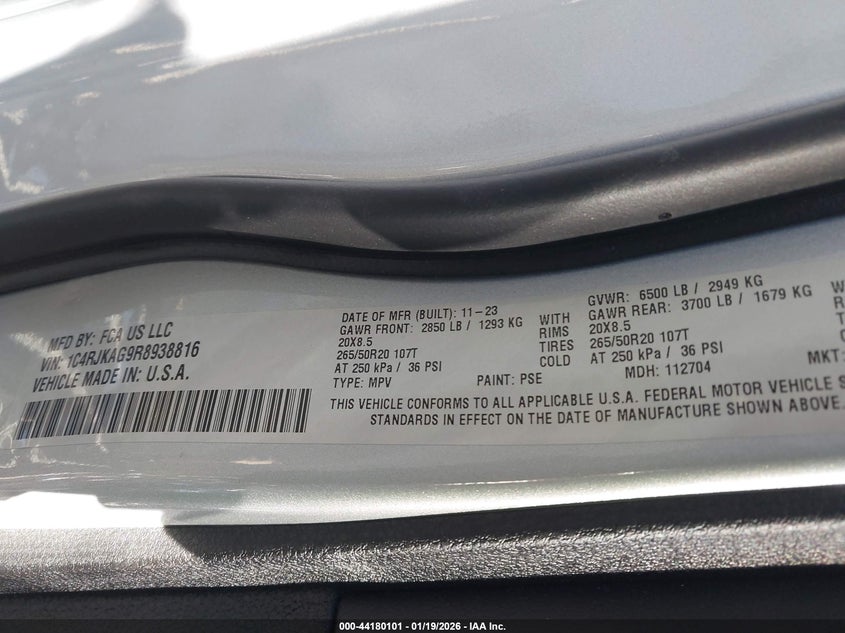 MFD BY: FCA US LLC
VIN: 1C4RJKAG9R8938816
VEHICLE MADE IN: U.S.A.
DATE OF MFR (BUILT): 11-23
GAWR FRONT: 2850 LB / 1293 KG
20X8.5
265/50R20 107T
AT 250 kPa / 36 PSI
TYPE: MPV PAINT: PSE
WITH
RIMS
TIRES
COLD
GVWR: 6500 LB / 2949 KG
GAWR REAR: 3700 LB / 1679 KG
20X8.5
265/50R20 107T
AT 250 kPa / 36 PSI
MDH: 112704
MKT:
THIS VEHICLE CONFORMS TO ALL APPLICABLE U.S.A. FEDERAL MOTOR VEHICLE S
STANDARDS IN EFFECT ON THE DATE OF MANUFACTURE SHOWN ABOVE.
000-44180101 - 01/19/2026 - IAA Inc.